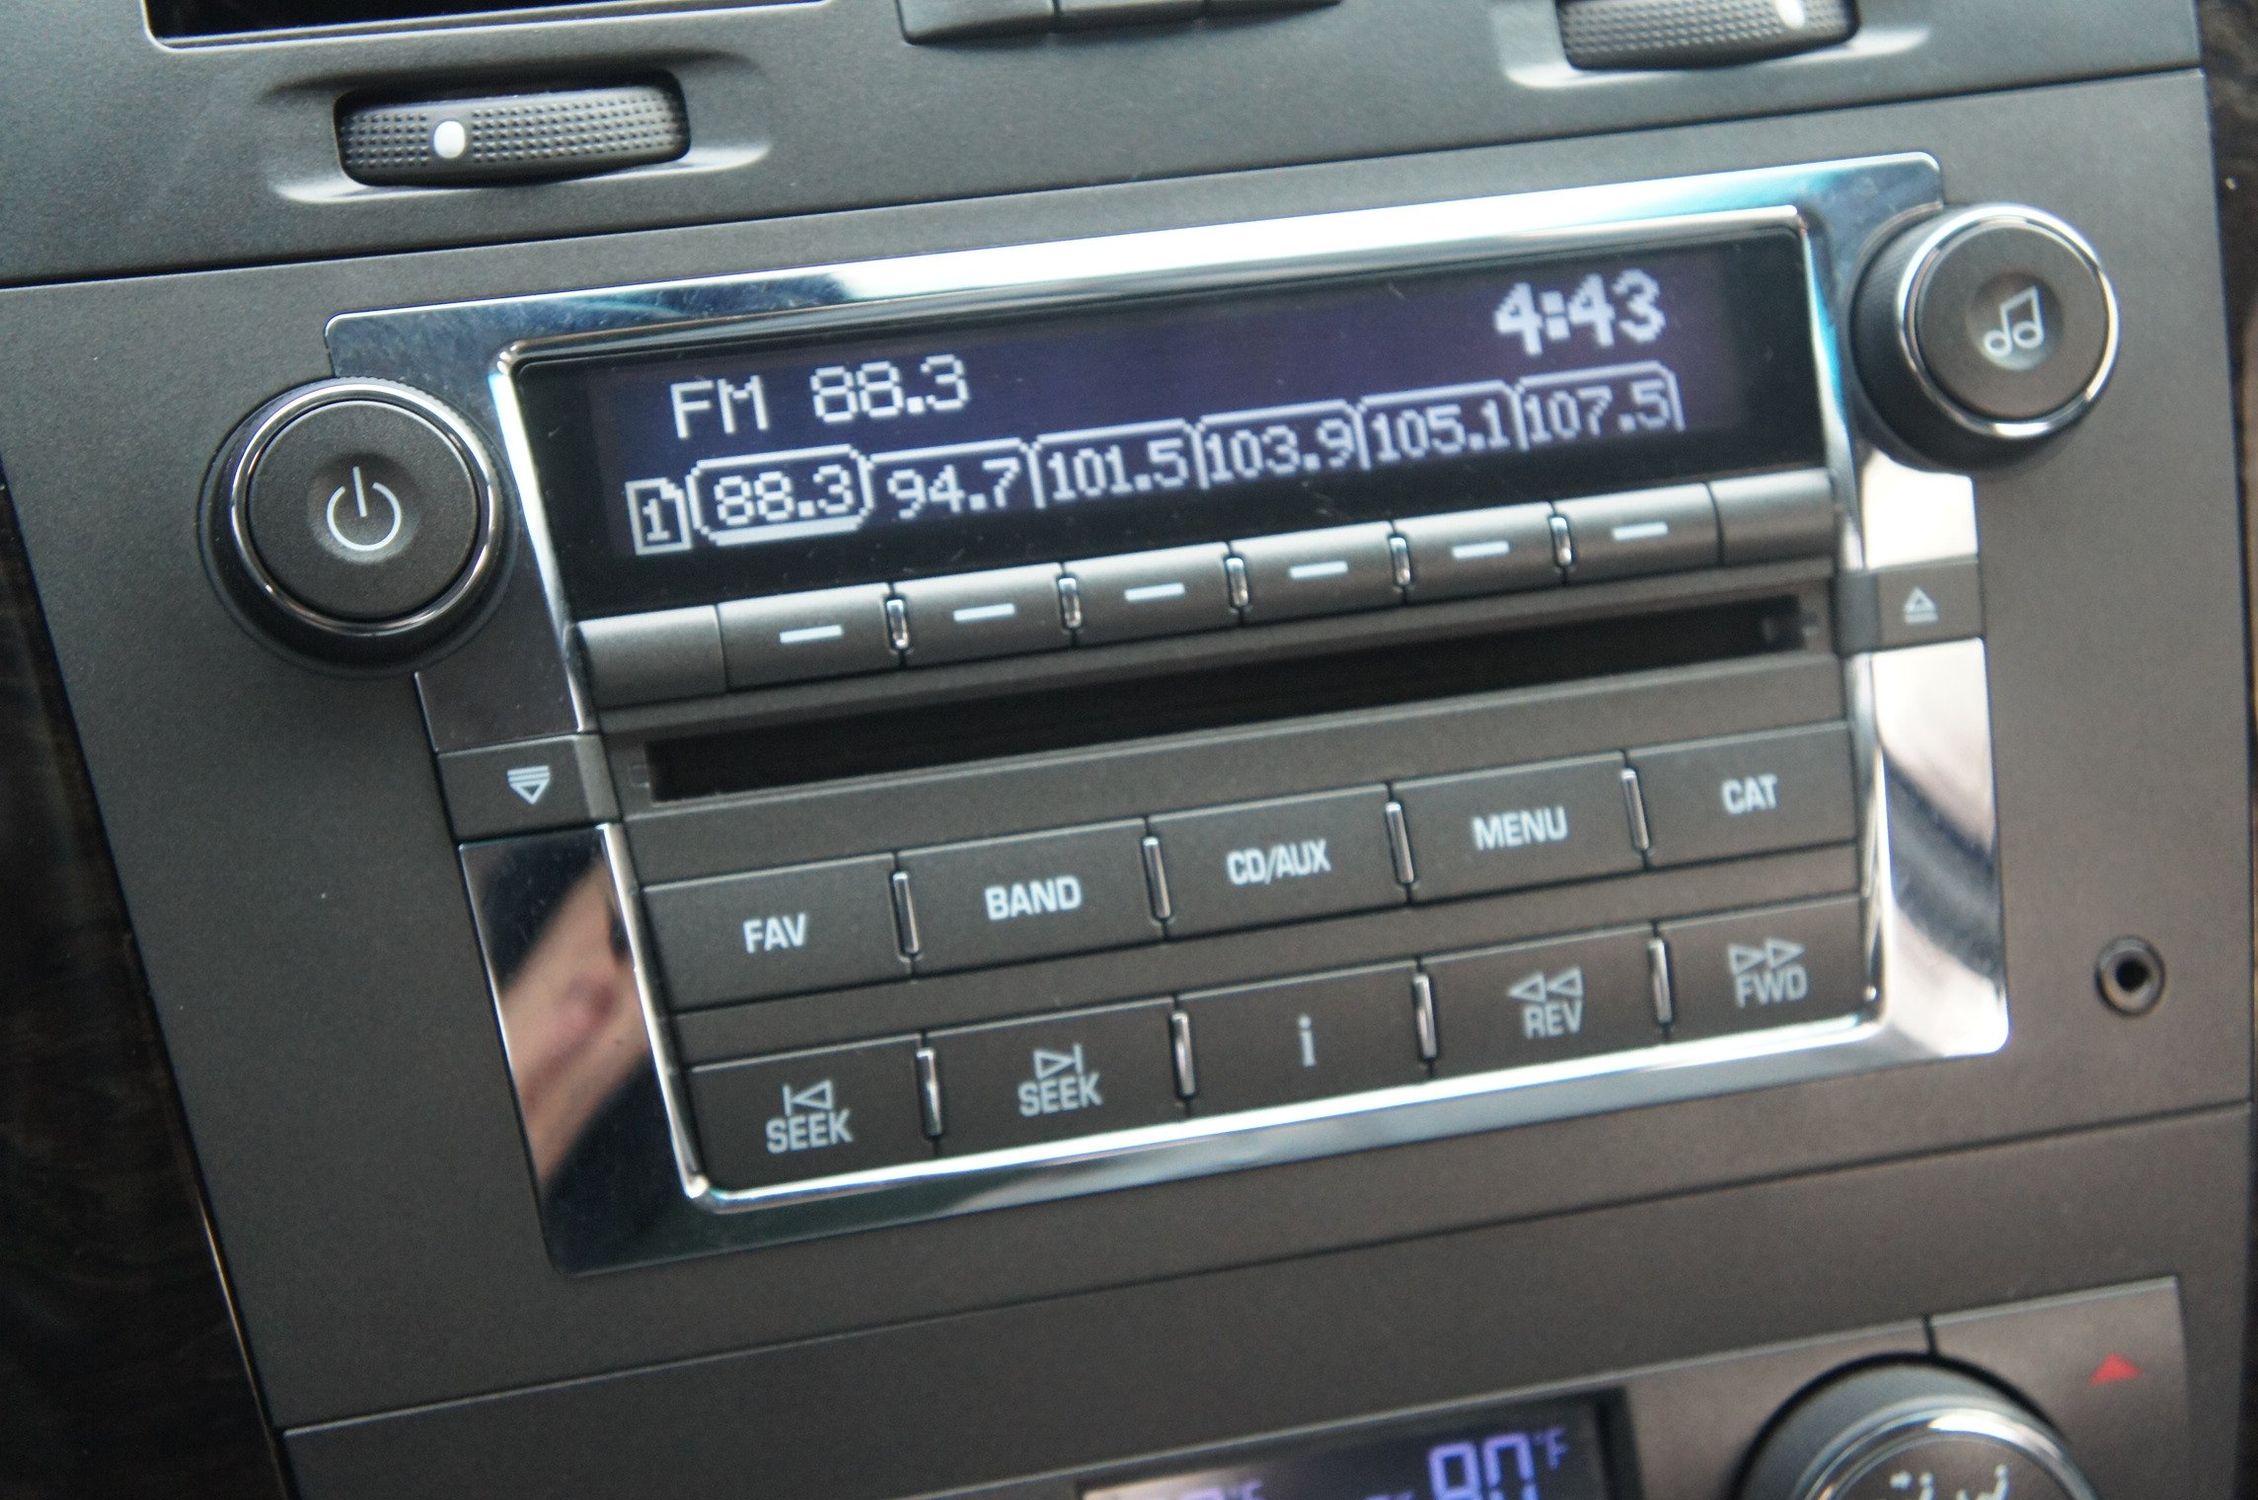 4:43
FM 88.3
1 88.3 94.7 101.5 103.9 105.1 107.5
FAV BAND CD/AUX MENU CAT
SEEK SEEK i REV FWD
80°F
°F